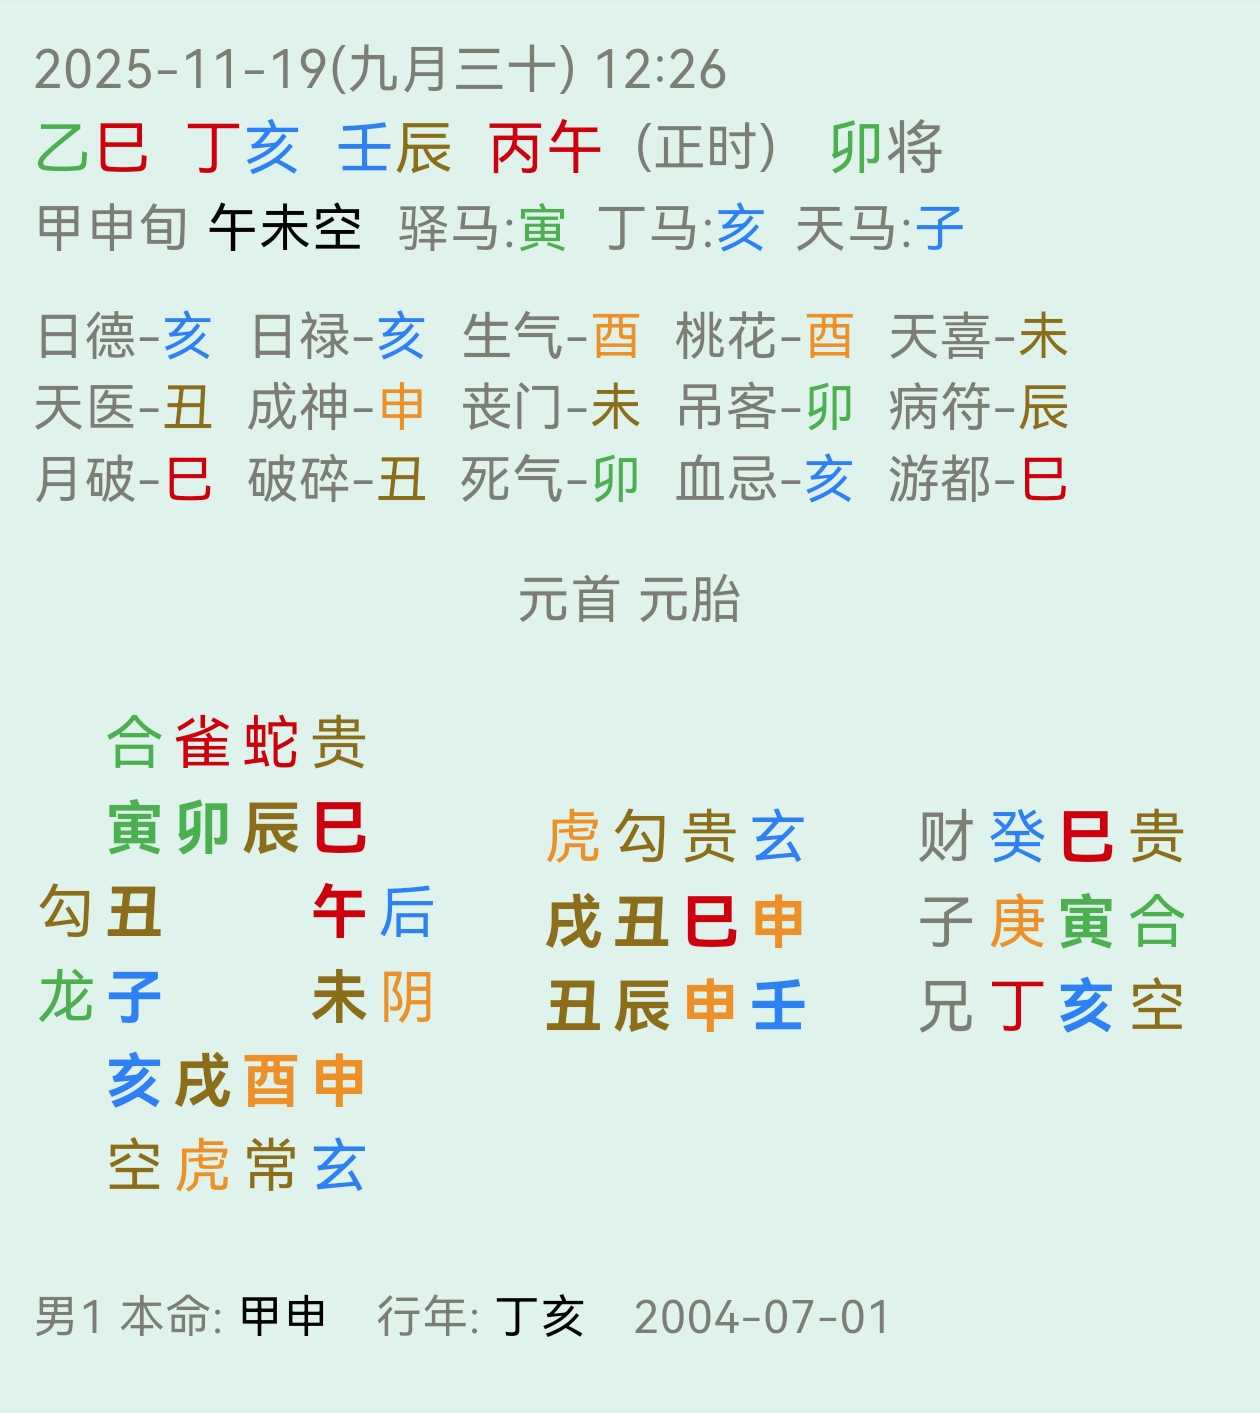 2025-11-19(九月三十) 12:26
乙巳 丁亥 壬辰 丙午 (正时) 卯将
甲申旬 午未空 驿马:寅 丁马:亥 天马:子
日德-亥 日禄-亥 生气-酉 桃花-酉 天喜-未
天医-丑 成神-申 丧门-未 吊客-卯 病符-辰
月破-巳 破碎-丑 死气-卯 血忌-亥 游都-巳
元首 元胎
合雀蛇贵
寅卯辰巳
勾丑 午后
龙子 未阴
亥戌酉申
空虎常玄
虎勾贵玄
戌丑巳申
丑辰申壬
财癸巳贵
子庚寅合
兄丁亥空
男1 本命: 甲申 行年: 丁亥 2004-07-01